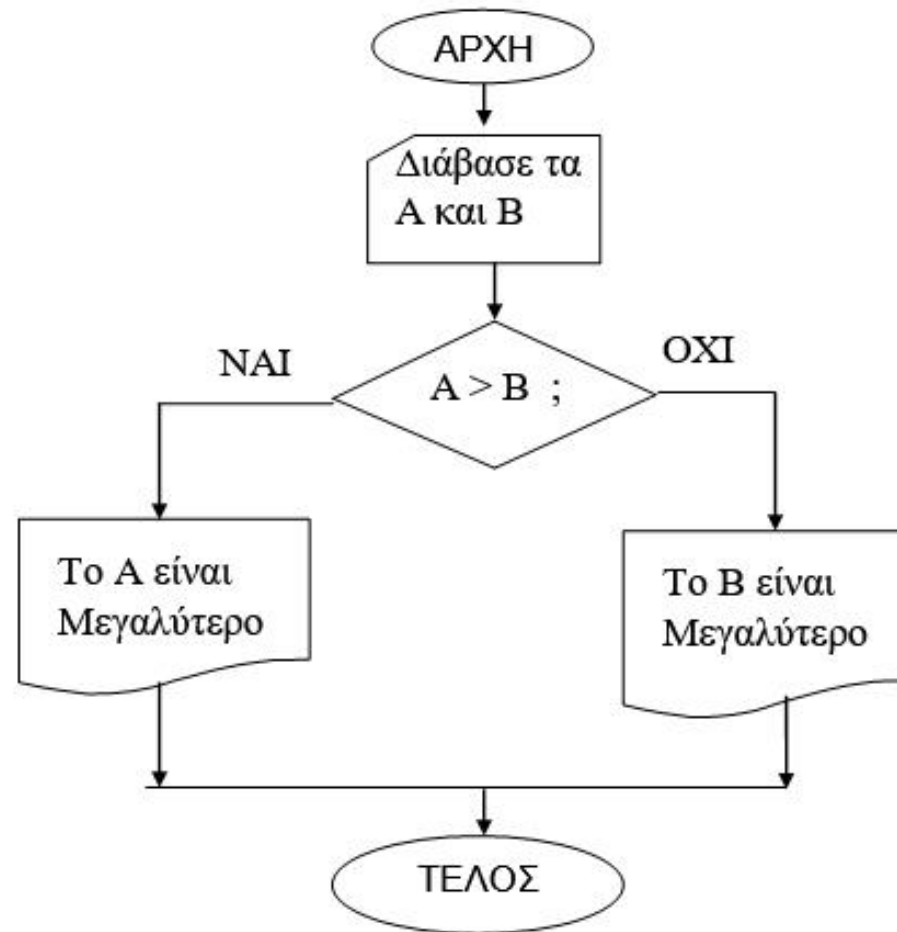 ΑΡΧΗ
Διάβασε τα
Α και Β
ΝΑΙ
Α > Β ;
ΟΧΙ
Το Α είναι
Μεγαλύτερο
Το Β είναι
Μεγαλύτερο
ΤΕΛΟΣ